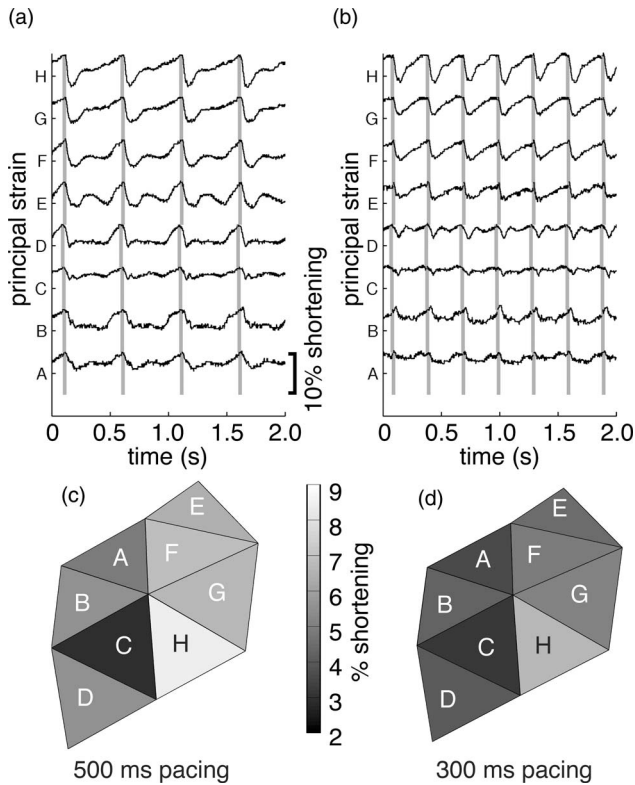 (a)
(b)
principal strain
H
G
F
E
D
C
B
A
10% shortening
0
0.5
1.0
1.5
2.0
time (s)
principal strain
H
G
F
E
D
C
B
A
0
0.5
1.0
1.5
2.0
time (s)
(c)
E
A
F
B
G
C
H
D
500 ms pacing
9
8
7
6
5
4
3
2
% shortening
(d)
E
A
F
B
G
C
H
D
300 ms pacing